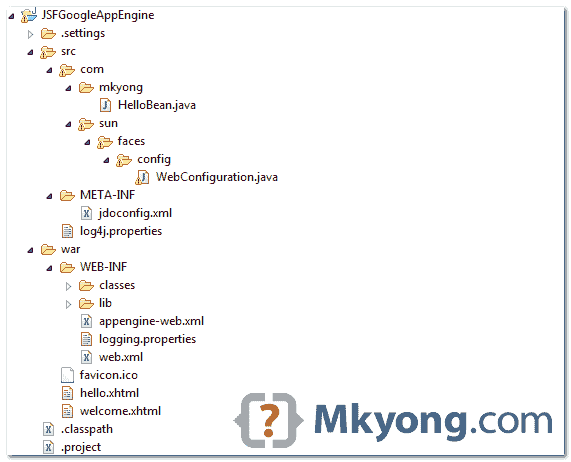 JSFGoogleAppEngine
.settings
src
com
mkyong
HelloBean.java
sun
faces
config
WebConfiguration.java
META-INF
jdoconfig.xml
log4j.properties
war
WEB-INF
classes
lib
appengine-web.xml
logging.properties
web.xml
favicon.ico
hello.xhtml
welcome.xhtml
.classpath
.project
{?} Mkyong.com